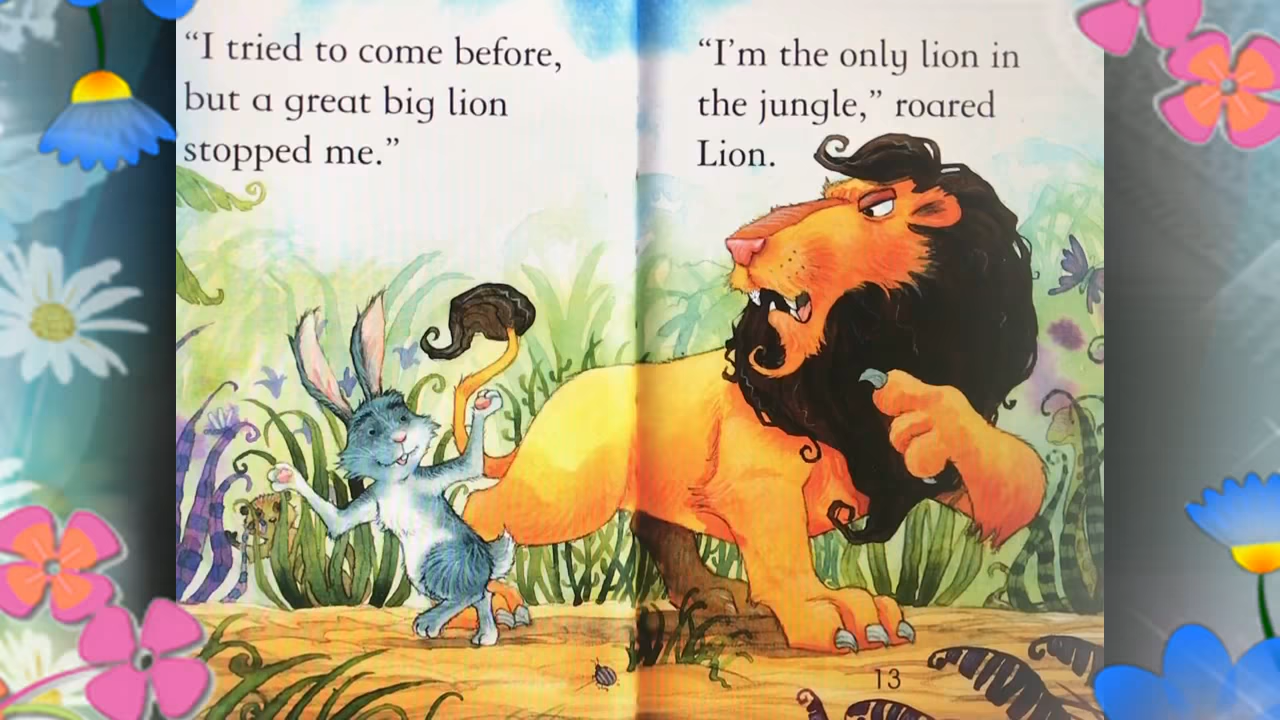 “I tried to come before,
but a great big lion
stopped me.”
“I’m the only lion in
the jungle,” roared
Lion.
13